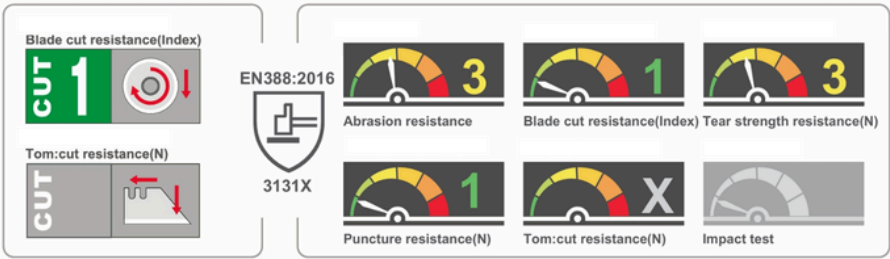 Blade cut resistance(Index)
CUT 1
Tom:cut resistance(N)
CUT
EN388:2016
3131X
3
Abrasion resistance
1
Blade cut resistance(Index)
3
Tear strength resistance(N)
1
Puncture resistance(N)
X
Tom:cut resistance(N)
Impact test